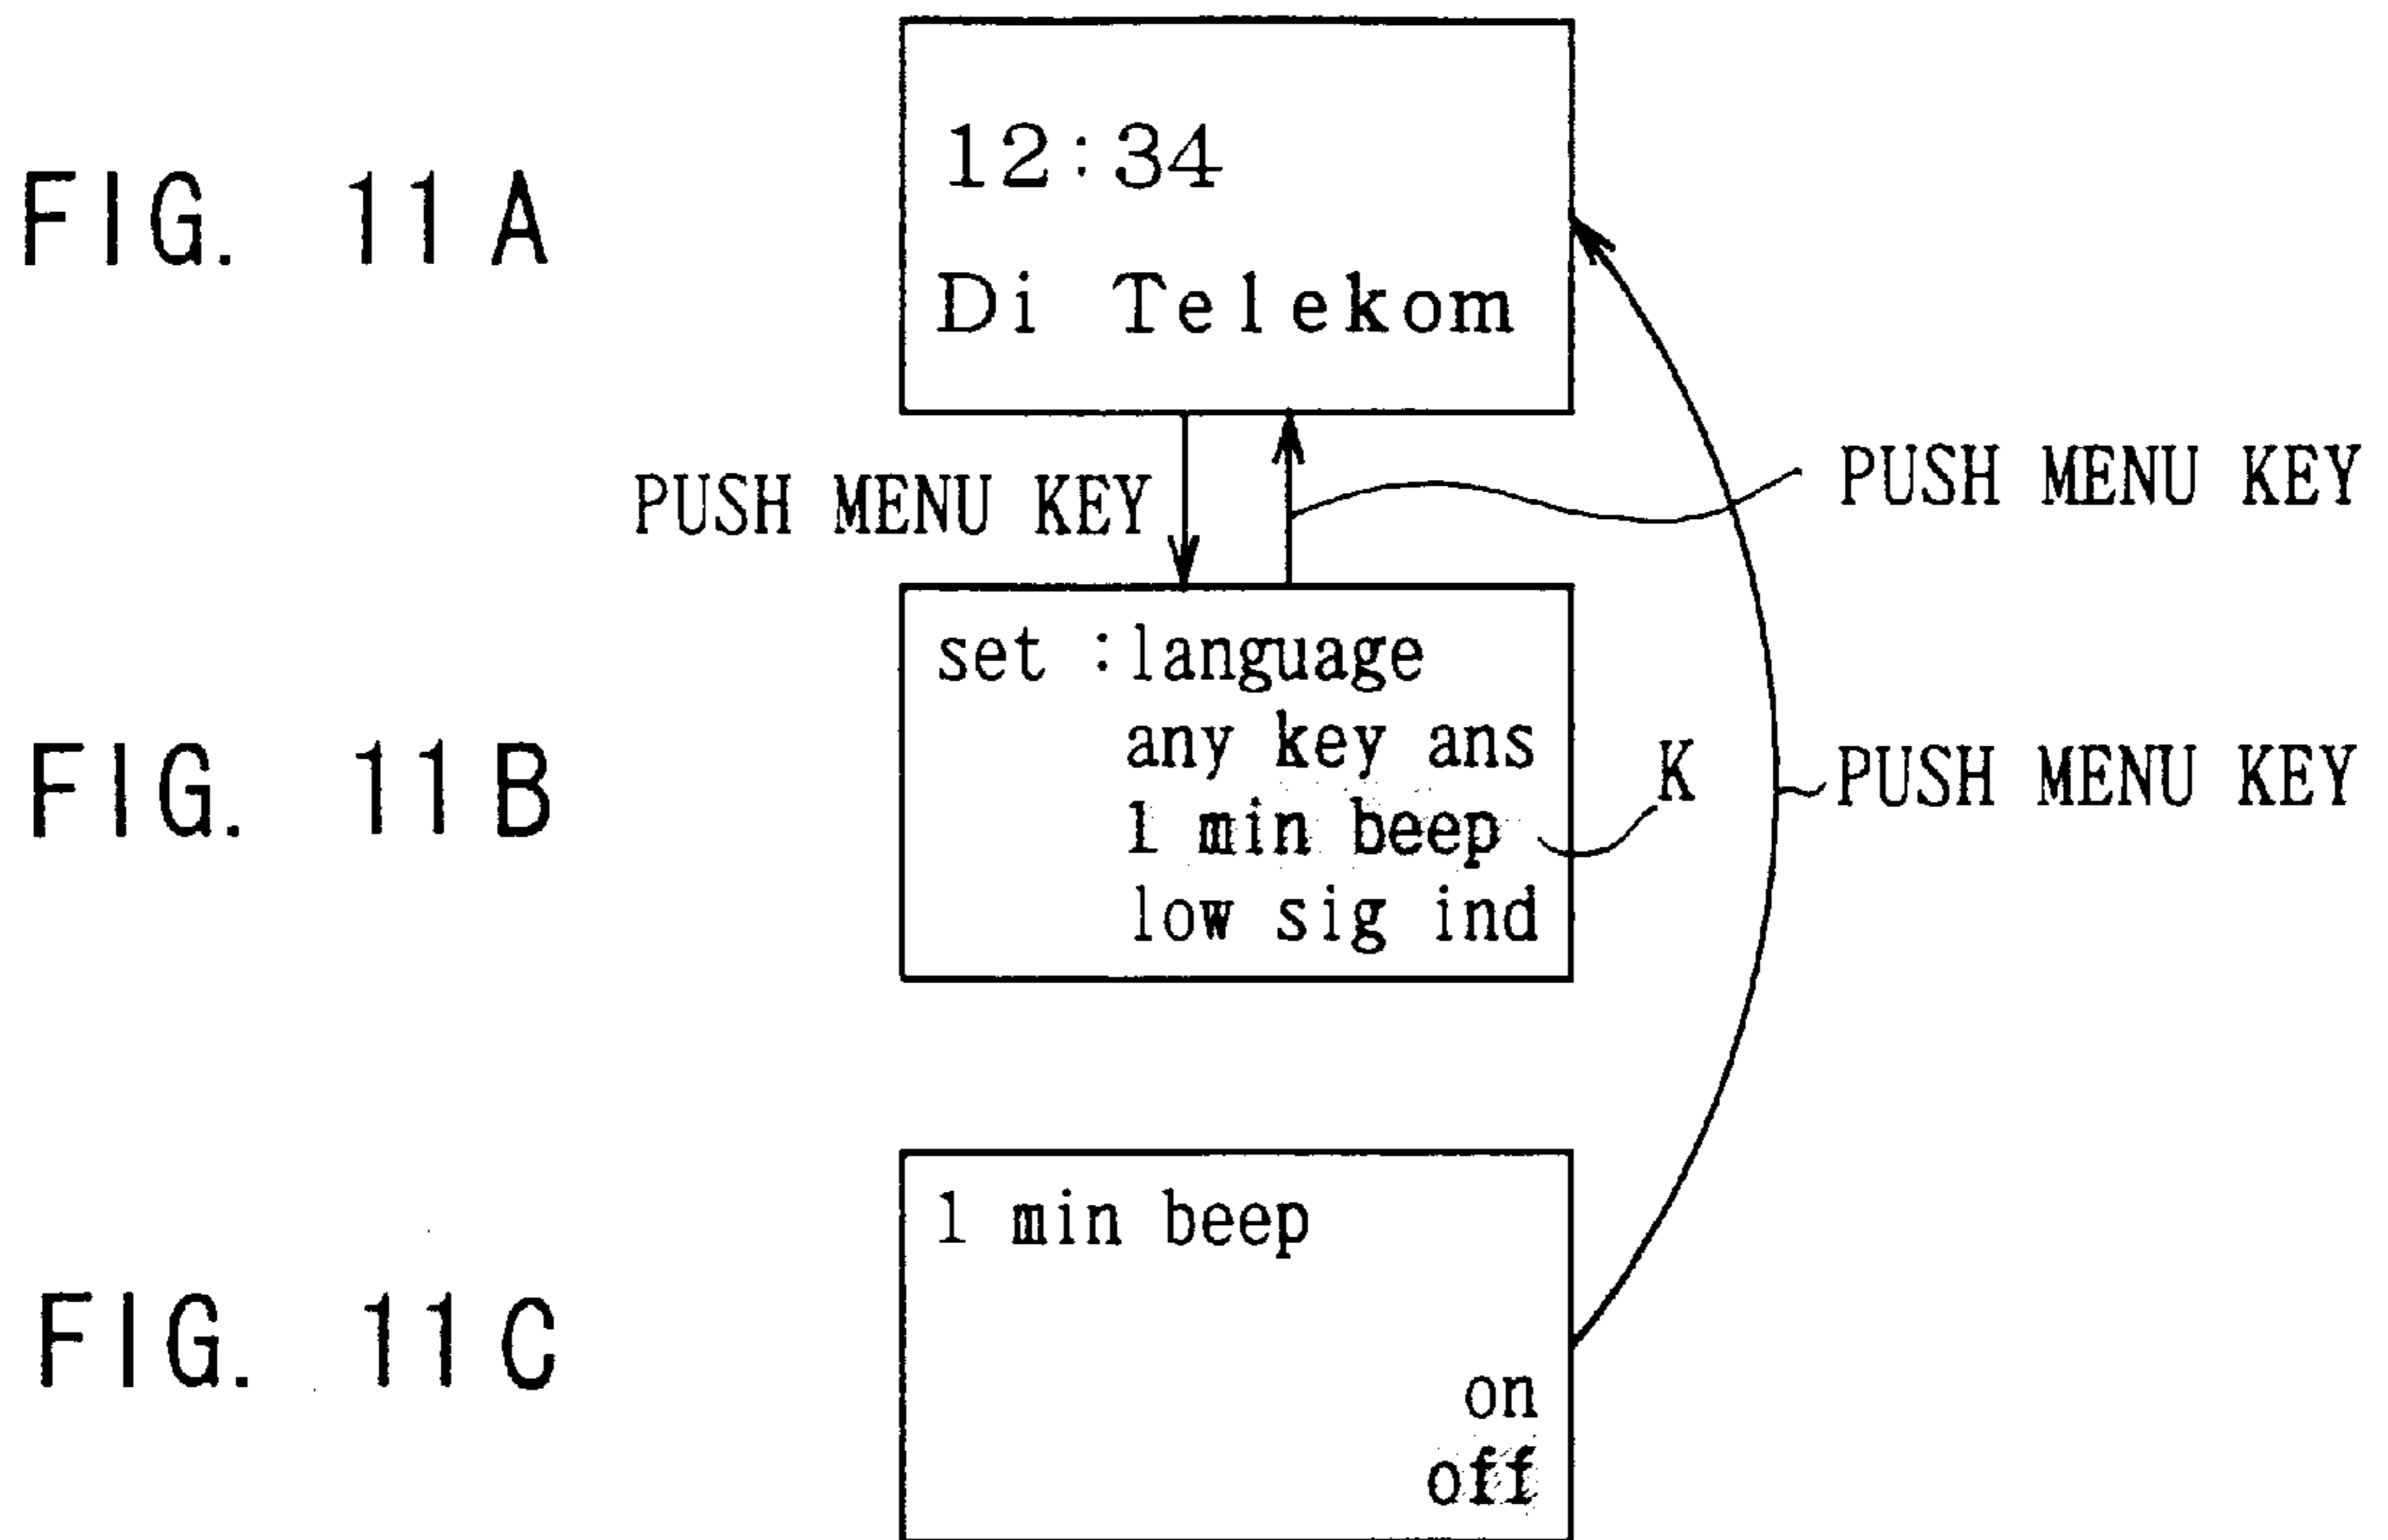 FIG. 11A
12:34
Di Telekom
PUSH MENU KEY
PUSH MENU KEY
FIG. 11B
set :language
any key ans
1 min beep
low sig ind
K
PUSH MENU KEY
FIG. 11C
1 min beep
on
off